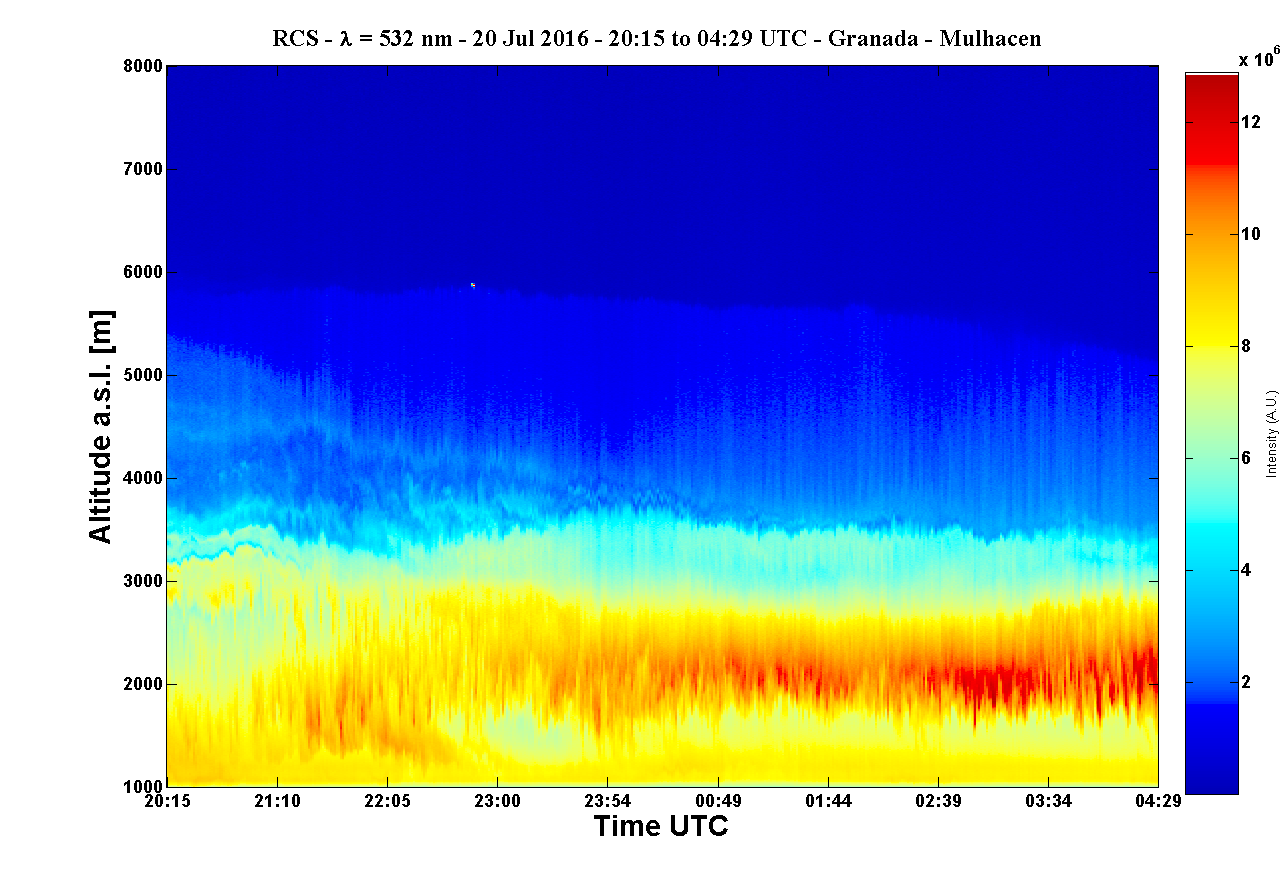 RCS - λ = 532 nm - 20 Jul 2016 - 20:15 to 04:29 UTC - Granada - Mulhacen
x 10^6
8000
7000
6000
5000
4000
3000
2000
1000
Altitude a.s.l. [m]
20:15 21:10 22:05 23:00 23:54 00:49 01:44 02:39 03:34 04:29
Time UTC
12
10
8
6
4
2
Intensity (A.U.)